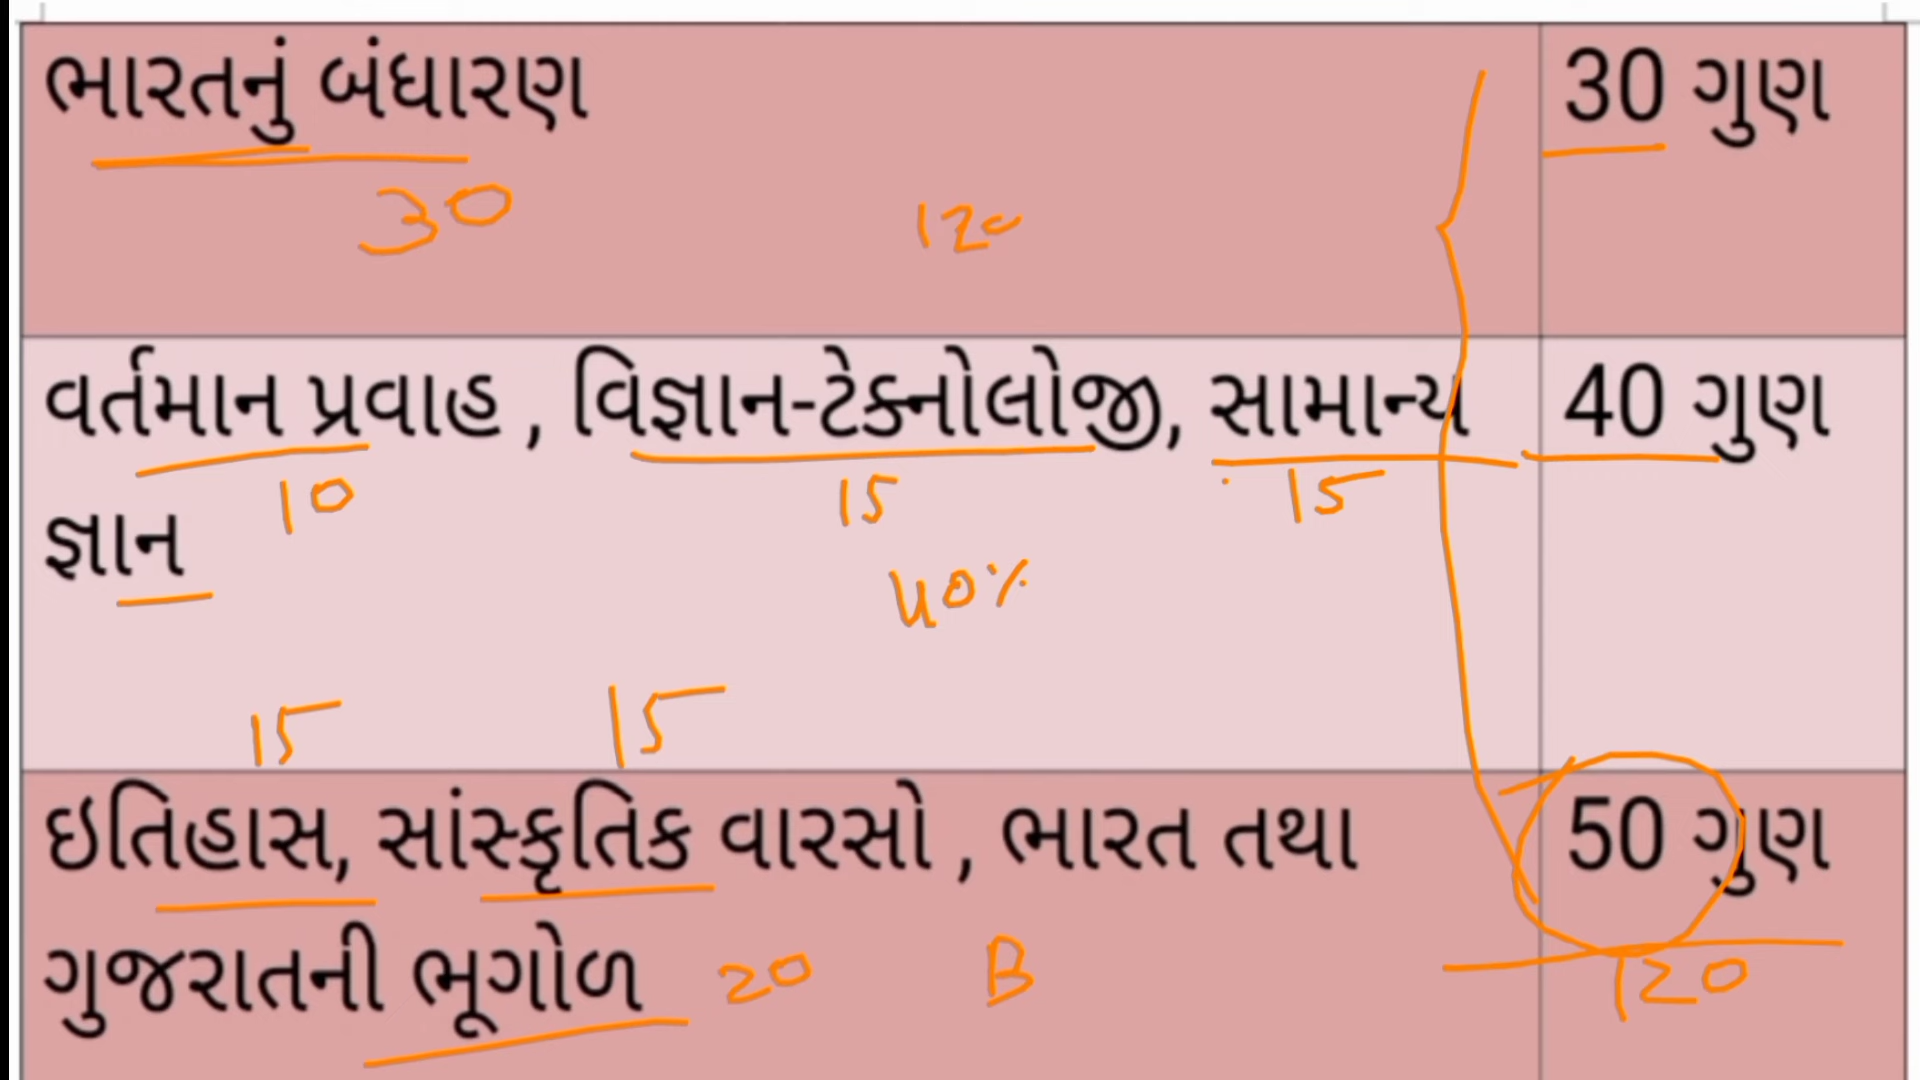 ભારતનું બંધારણ 30 ગુણ
30 120
વર્તમાન પ્રવાહ , વિજ્ઞાન-ટેક્નોલોજી, સામાન્ય 40 ગુણ
10 15 15
જ્ઞાન
40%
15 15
ઇતિહાસ, સાંસ્કૃતિક વારસો , ભારત તથા 50 ગુણ
ગુજરાતની ભૂગોળ 20 B 120